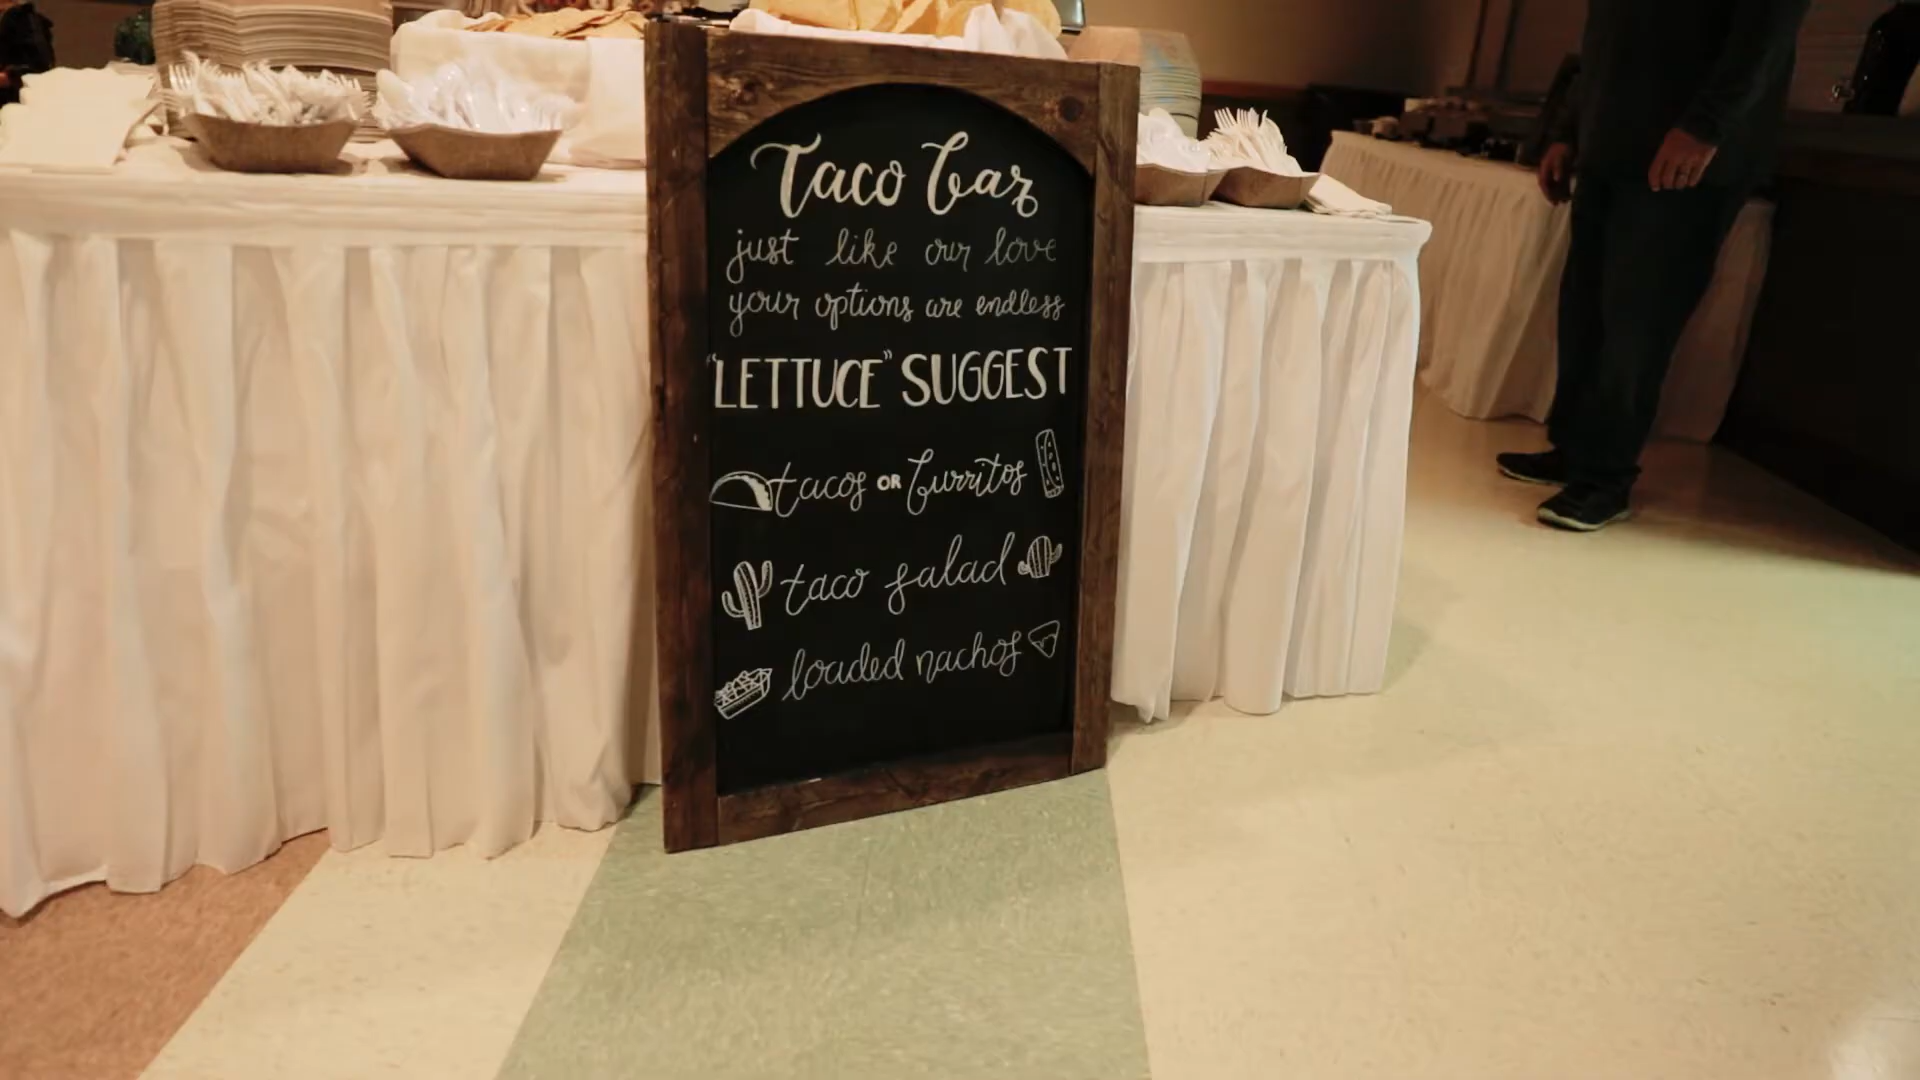 Taco bar
just like our love
your options are endless
"LETTUCE" SUGGEST
tacos OR burritos
taco salad
loaded nachos